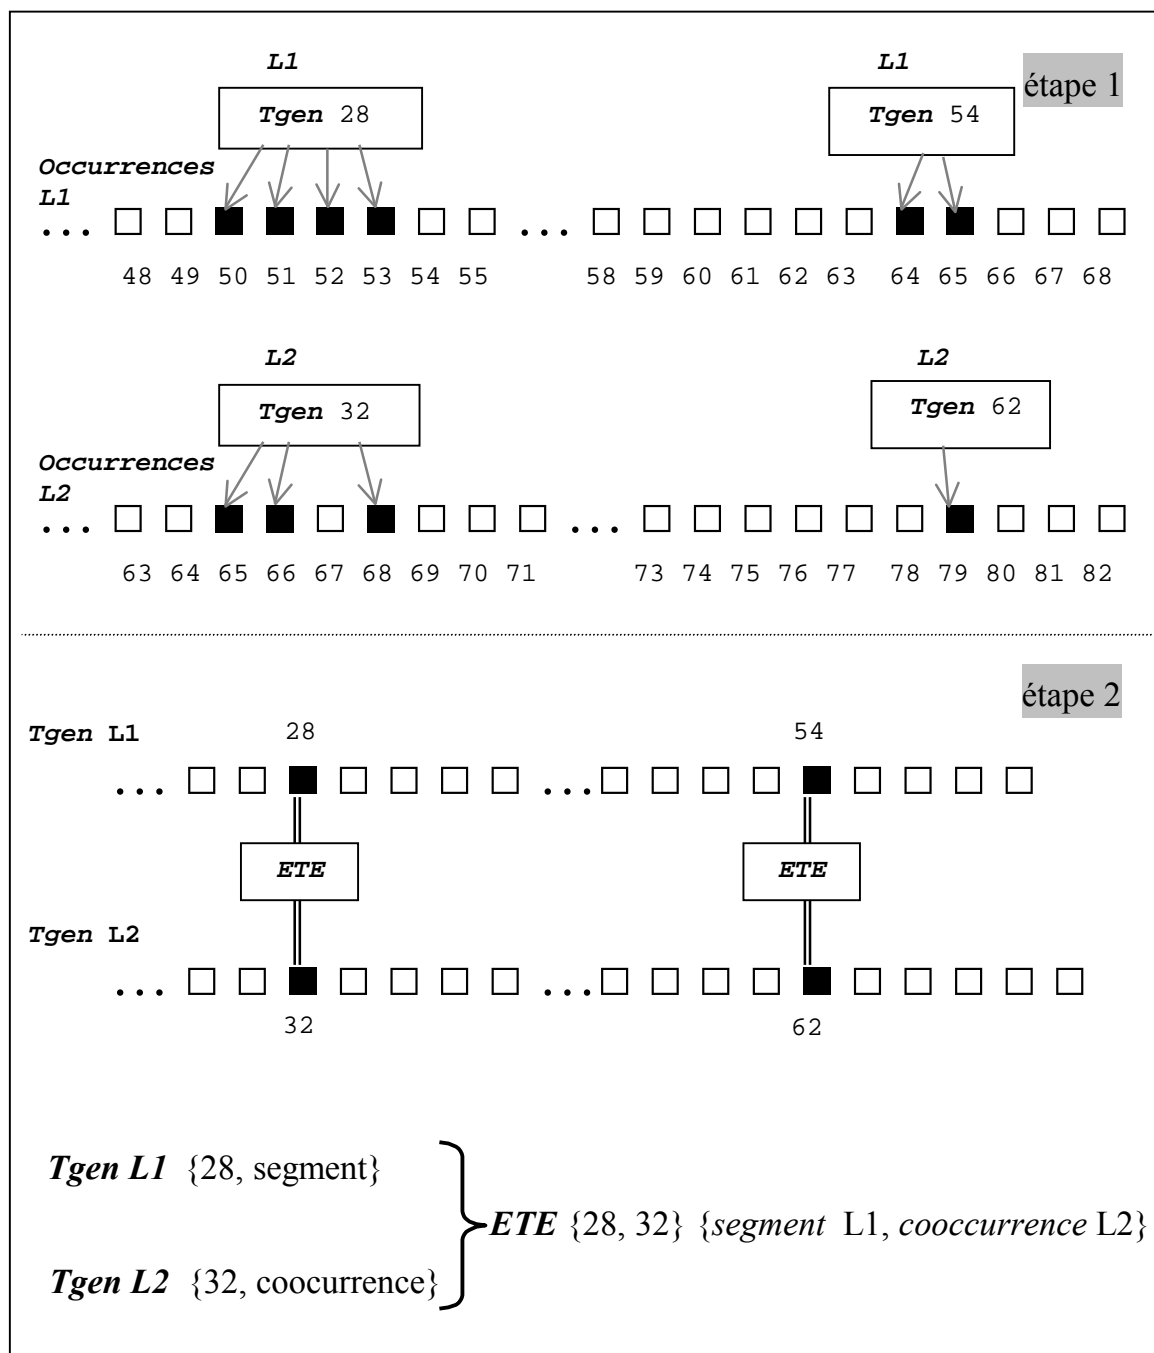 L1 L1
étape 1
Tgen 28 Tgen 54
Occurrences
L1
... ...
48 49 50 51 52 53 54 55 58 59 60 61 62 63 64 65 66 67 68
L2 L2
Tgen 32 Tgen 62
Occurrences
L2
... ...
63 64 65 66 67 68 69 70 71 73 74 75 76 77 78 79 80 81 82
étape 2
Tgen L1 28 54
... ...
ETE ETE
Tgen L2
... ...
32 62
Tgen L1 {28, segment}
ETE {28, 32} {segment L1, cooccurrence L2}
Tgen L2 {32, coocurrence}